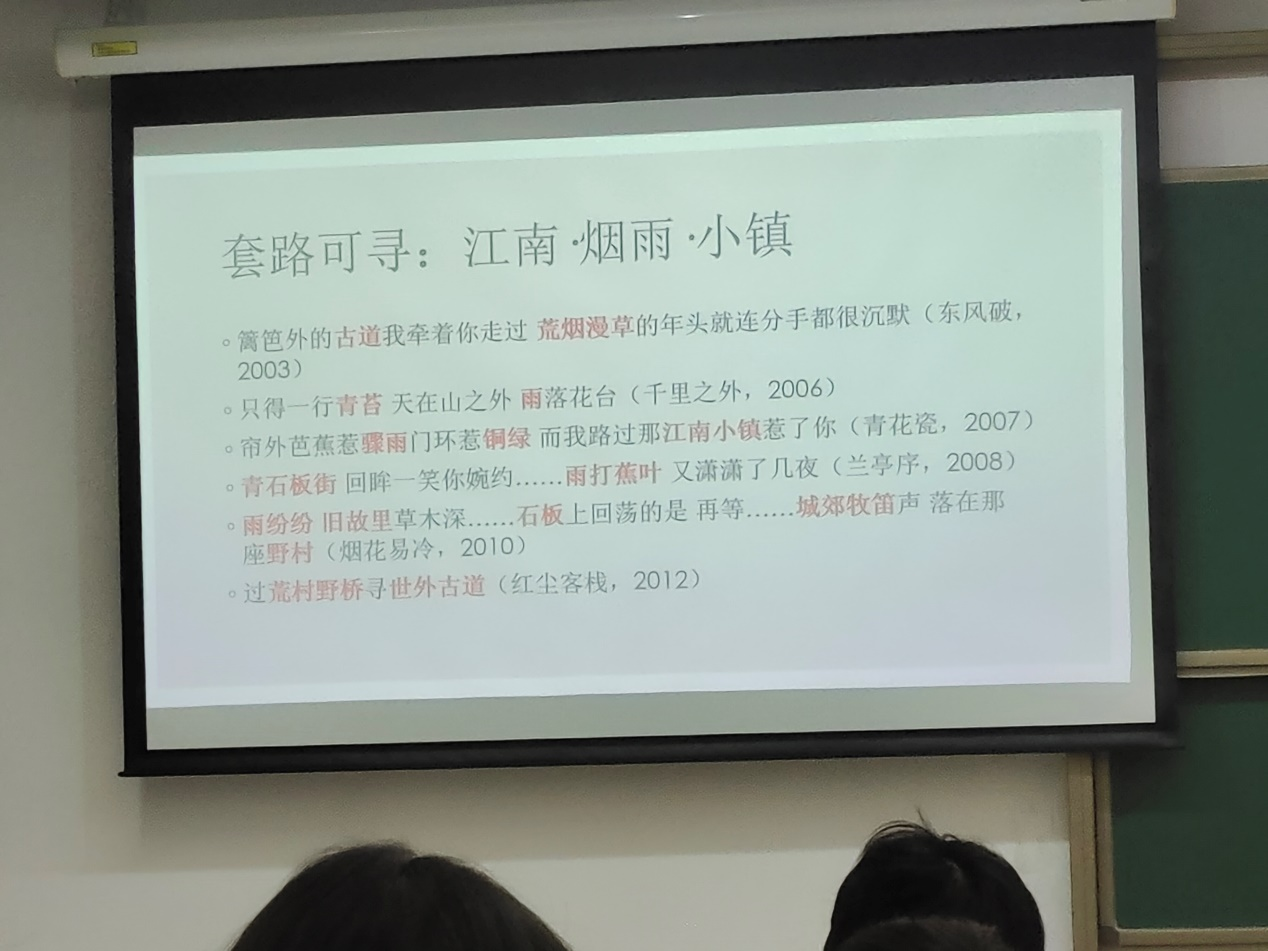 套路可寻：江南·烟雨·小镇
◦ 篱笆外的古道我牵着你走过 荒烟漫草的年头就连分手都很沉默（东风破，
2003）
◦ 只得一行青苔 天在山之外 雨落花台（千里之外，2006）
◦ 帘外芭蕉惹骤雨门环惹铜绿 而我路过那江南小镇惹了你（青花瓷，2007）
◦ 青石板街 回眸一笑你婉约……雨打蕉叶 又潇潇了几夜（兰亭序，2008）
◦ 雨纷纷 旧故里草木深……石板上回荡的是 再等……城郊牧笛声 落在那
座野村（烟花易冷，2010）
◦ 过荒村野桥寻世外古道（红尘客栈，2012）